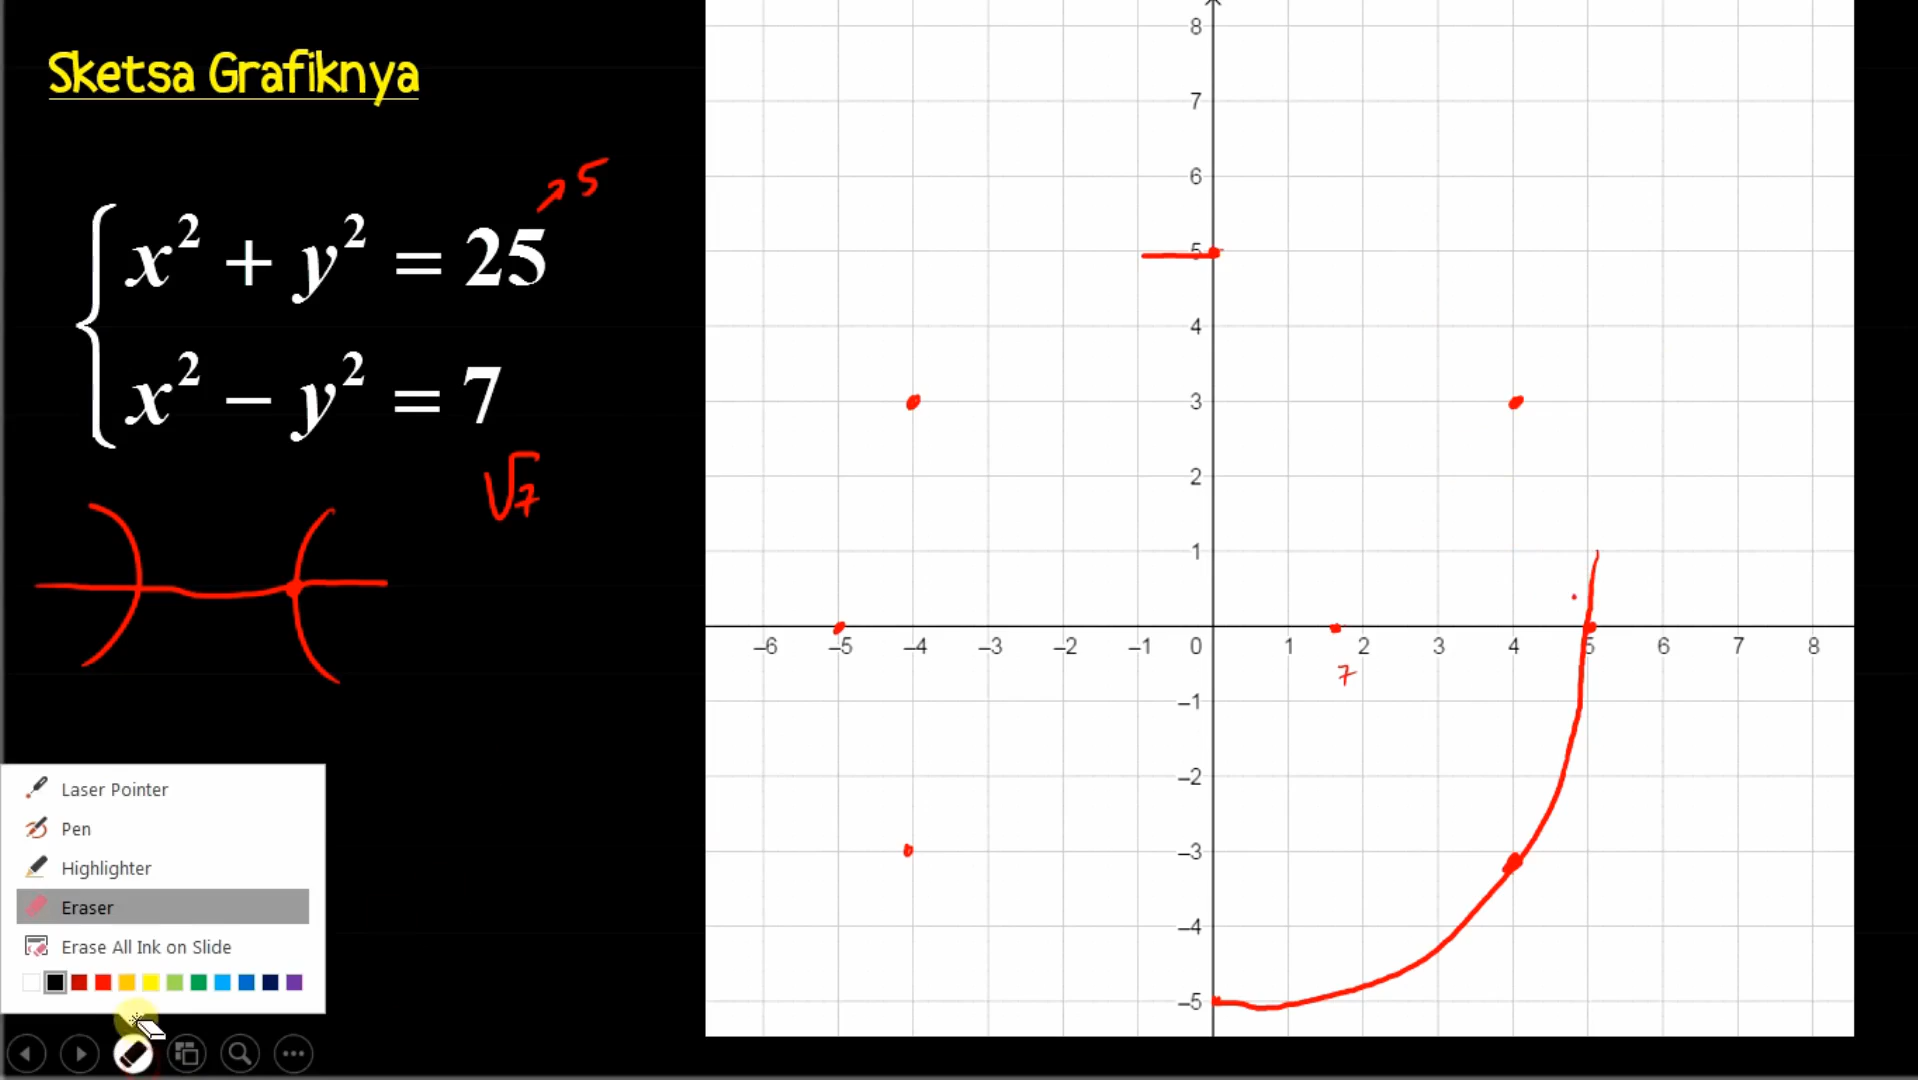 Sketsa Grafiknya
5
x² + y² = 25
x² − y² = 7
√7
8
7
6
5
4
3
2
1
–6 –5 –4 –3 –2 –1 0 1 2 3 4 5 6 7 8
7
–1
–2
–3
–4
–5
Laser Pointer
Pen
Highlighter
Eraser
Erase All Ink on Slide